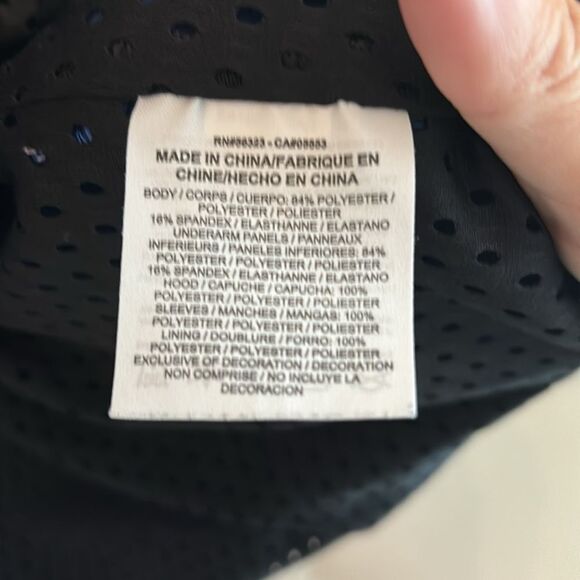 RN#56323 - CA#05553
MADE IN CHINA/FABRIQUE EN
CHINE/HECHO EN CHINA
BODY / CORPS / CUERPO: 84% POLYESTER /
POLYESTER / POLIESTER
16% SPANDEX / ELASTHANNE / ELASTANO
UNDERARM PANELS / PANNEAUX
INFERIEURS / PANELES INFERIORES: 84%
POLYESTER / POLYESTER / POLIESTER
16% SPANDEX / ELASTHANNE / ELASTANO
HOOD / CAPUCHE / CAPUCHA: 100%
POLYESTER / POLYESTER / POLIESTER
SLEEVES / MANCHES / MANGAS: 100%
POLYESTER / POLYESTER / POLIESTER
LINING / DOUBLURE / FORRO: 100%
POLYESTER / POLYESTER / POLIESTER
EXCLUSIVE OF DECORATION / DECORATION
NON COMPRISE / NO INCLUYE LA
DECORACION